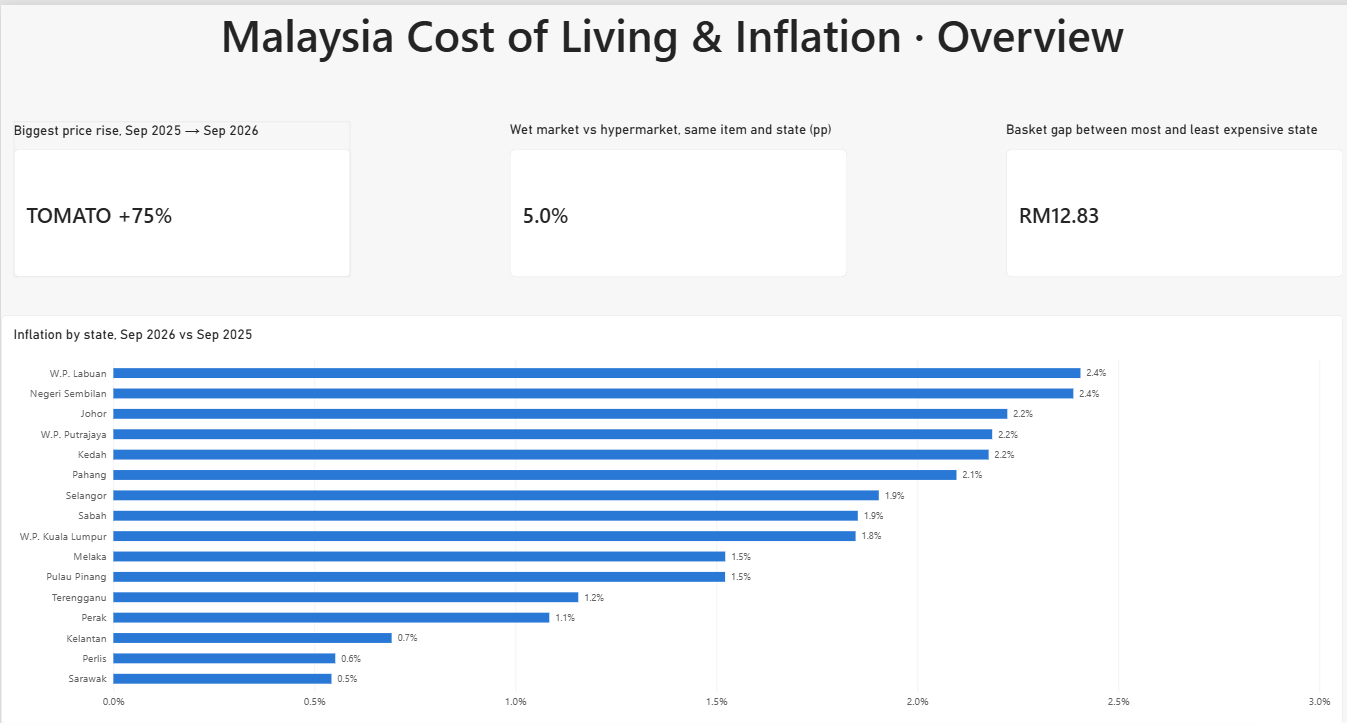 Malaysia Cost of Living & Inflation · Overview
Biggest price rise, Sep 2025 → Sep 2026
Wet market vs hypermarket, same item and state (pp)
Basket gap between most and least expensive state
TOMATO +75%
5.0%
RM12.83
Inflation by state, Sep 2026 vs Sep 2025
W.P. Labuan 2.4%
Negeri Sembilan 2.4%
Johor 2.2%
W.P. Putrajaya 2.2%
Kedah 2.2%
Pahang 2.1%
Selangor 1.9%
Sabah 1.9%
W.P. Kuala Lumpur 1.8%
Melaka 1.5%
Pulau Pinang 1.5%
Terengganu 1.2%
Perak 1.1%
Kelantan 0.7%
Perlis 0.6%
Sarawak 0.5%
0.0% 0.5% 1.0% 1.5% 2.0% 2.5% 3.0%